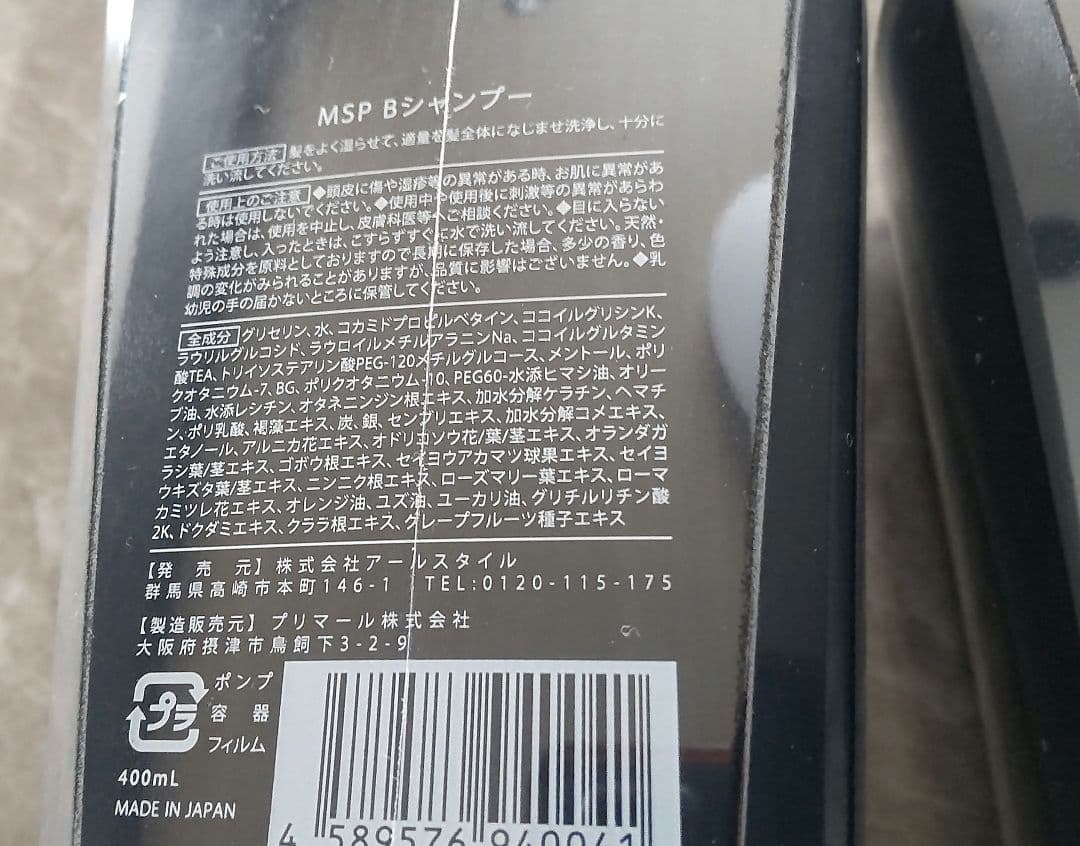 MSP Bシャンプー
ご使用方法 髪をよく濡らせて、適量を髪全体になじませ洗浄し、十分に
洗い流してください。
使用上のご注意 ◆頭皮に傷や湿疹等の異常がある時、お肌に異常があ
る時は使用しないでください。◆使用中や使用後に刺激等の異常があらわ
れた場合は、使用を中止し、皮膚科医等へご相談ください。◆目に入らない
よう注意し、入ったときは、こすらずすぐに水で洗い流してください。天然・
特殊成分を原料としておりますので長期に保存した場合、多少の香り、色
調の変化がみられることがありますが、品質に影響はございません。◆乳
幼児の手の届かないところに保管してください。
全成分 グリセリン、水、コカミドプロピルベタイン、ココイルグリシンK、
ラウリルグルコシド、ラウロイルメチルアラニンNa、ココイルグルタミン
酸TEA、トリイソステアリン酸PEG-120メチルグルコース、メントール、ポリ
クオタニウム-7、BG、ポリクオタニウム-10、PEG60-水添ヒマシ油、オリー
ブ油、水添レシチン、オタネニンジン根エキス、加水分解ケラチン、ヘマチ
ン、ポリ乳酸、褐藻エキス、炭、銀、センブリエキス、加水分解コメエキス、
エタノール、アルニカ花エキス、オドリコソウ花/葉/茎エキス、オランダガ
ラシ葉/茎エキス、ゴボウ根エキス、セイヨウアカマツ球果エキス、セイヨ
ウキズタ葉/茎エキス、ニンニク根エキス、ローズマリー葉エキス、ローマ
カミツレ花エキス、オレンジ油、ユズ油、ユーカリ油、グリチルリチン酸
2K、ドクダミエキス、クララ根エキス、グレープフルーツ種子エキス
【発売元】株式会社アールスタイル
群馬県高崎市本町146-1 TEL:0120-115-175
【製造販売元】プリマール株式会社
大阪府摂津市鳥飼下3-2-9
プラ
ポンプ
容器
フィルム
400mL
MADE IN JAPAN
4 589576 940041